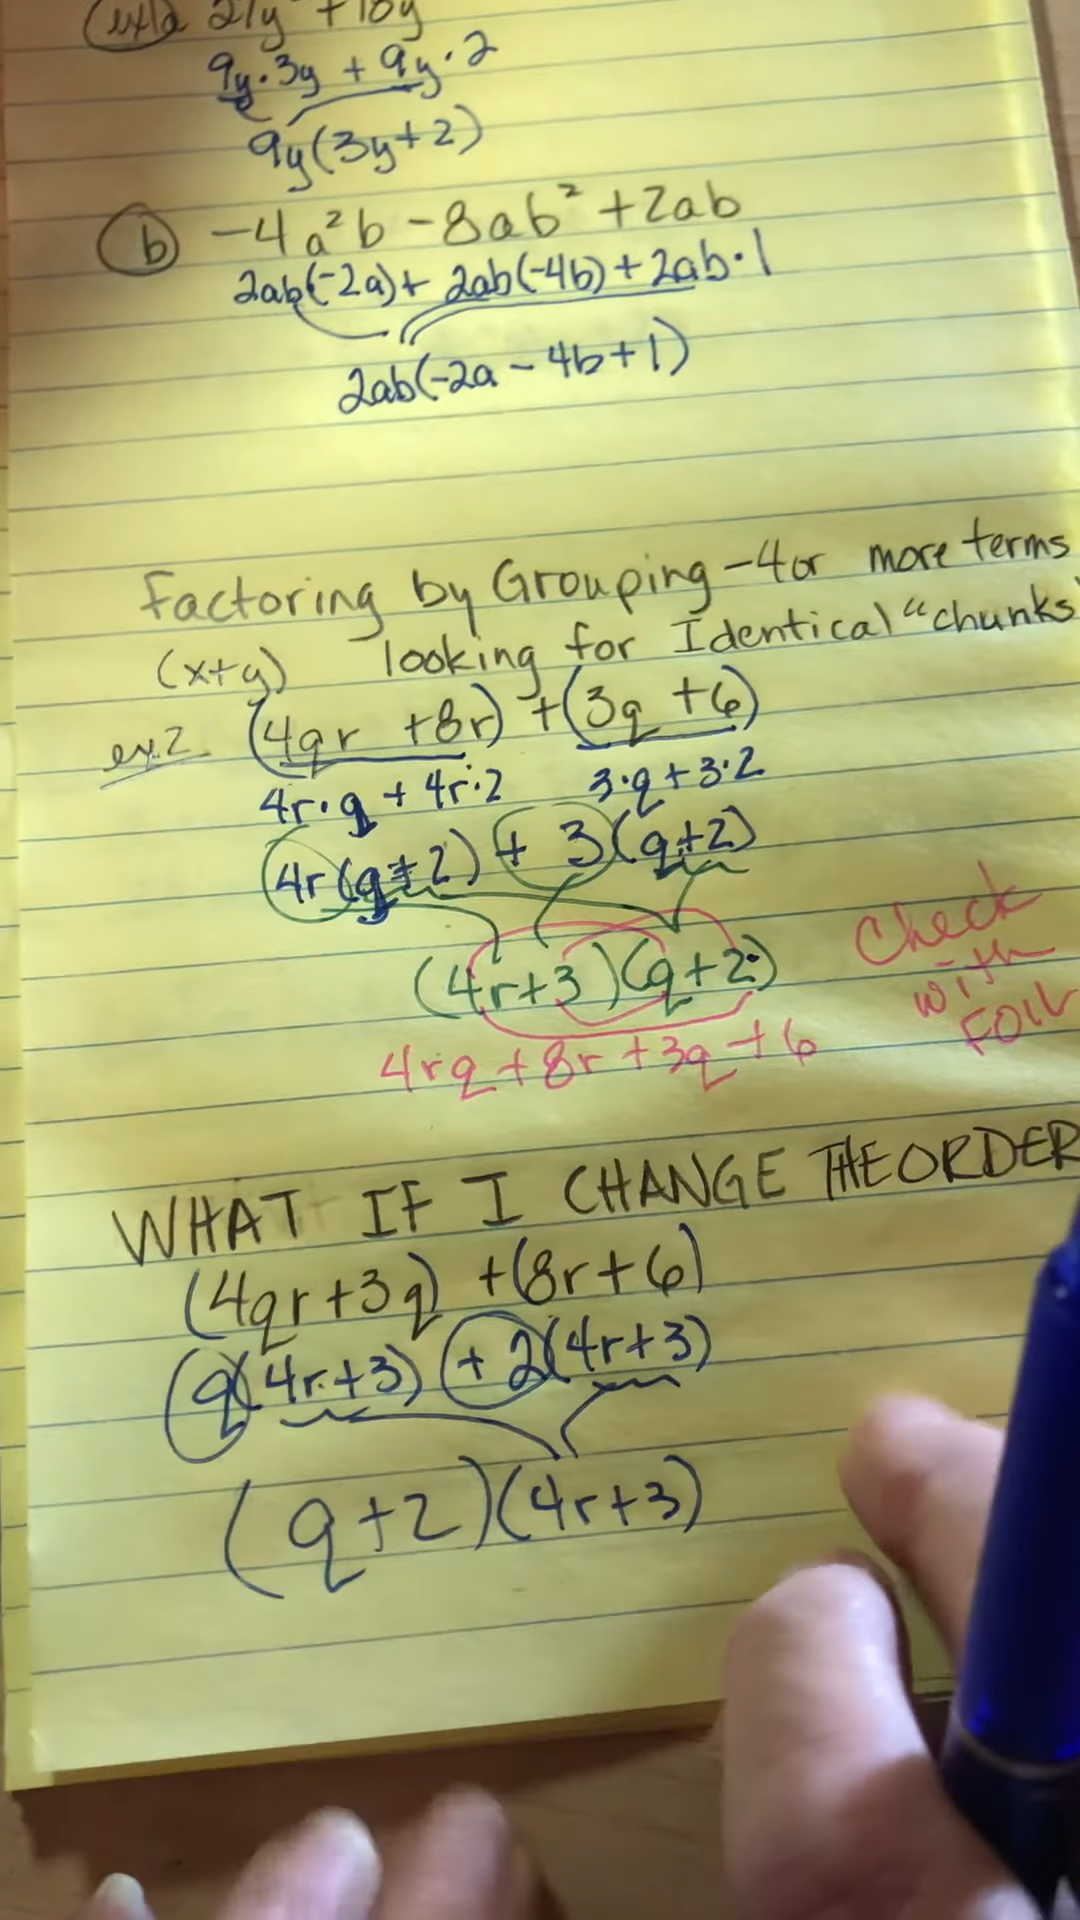 ex1a 27y² + 18y
9y·3y + 9y·2
9y(3y+2)
b -4a²b - 8ab² + 2ab
2ab(-2a) + 2ab(-4b) + 2ab·1
2ab(-2a - 4b + 1)
Factoring by Grouping - 4 or more terms
(x+y) looking for Identical "chunks"
ex.2 (4qr + 8r) + (3q + 6)
4r·q + 4r·2 3·q + 3·2
4r(q+2) + 3(q+2)
(4r+3)(q+2)
Check
with
FOIL
4rq + 8r + 3q + 6
WHAT IF I CHANGE THE ORDER
(4qr + 3q) + (8r + 6)
q(4r+3) + 2(4r+3)
(q+2)(4r+3)